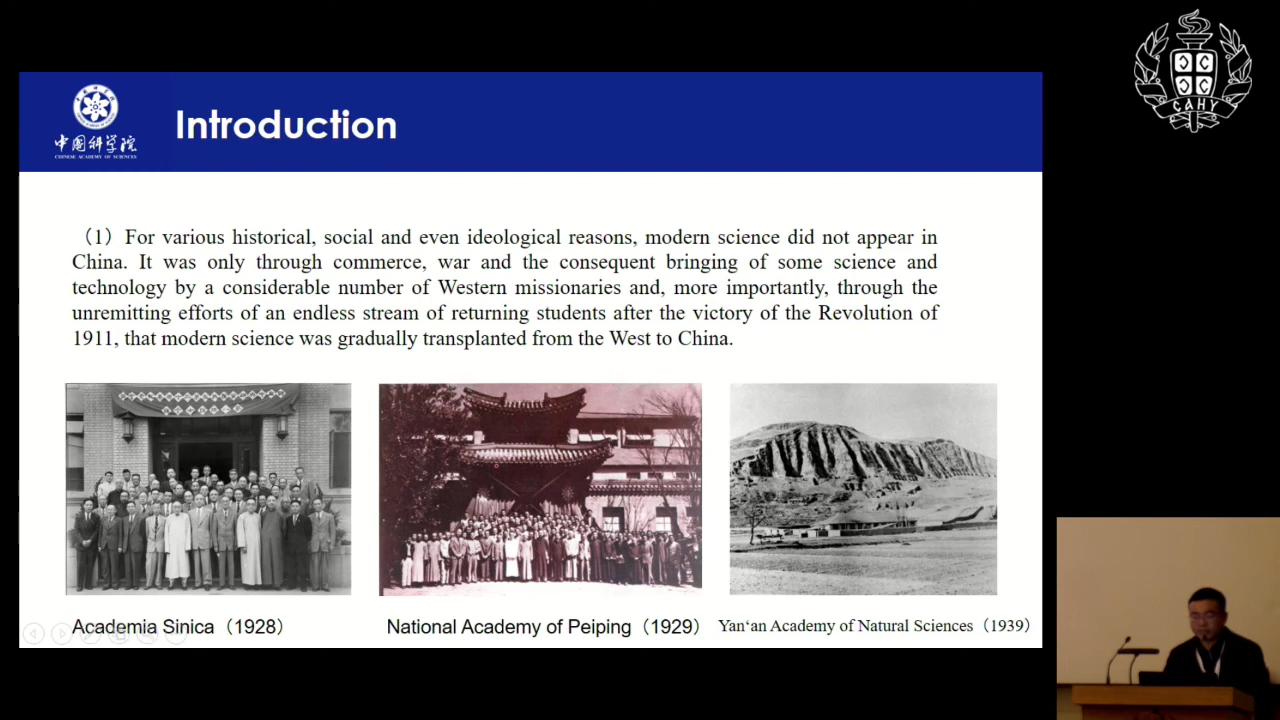 中国科学院
CHINESE ACADEMY OF SCIENCES
Introduction
（1）For various historical, social and even ideological reasons, modern science did not appear in
China. It was only through commerce, war and the consequent bringing of some science and
technology by a considerable number of Western missionaries and, more importantly, through the
unremitting efforts of an endless stream of returning students after the victory of the Revolution of
1911, that modern science was gradually transplanted from the West to China.
Academia Sinica（1928）
National Academy of Peiping（1929）
Yan‘an Academy of Natural Sciences（1939）
CAHY